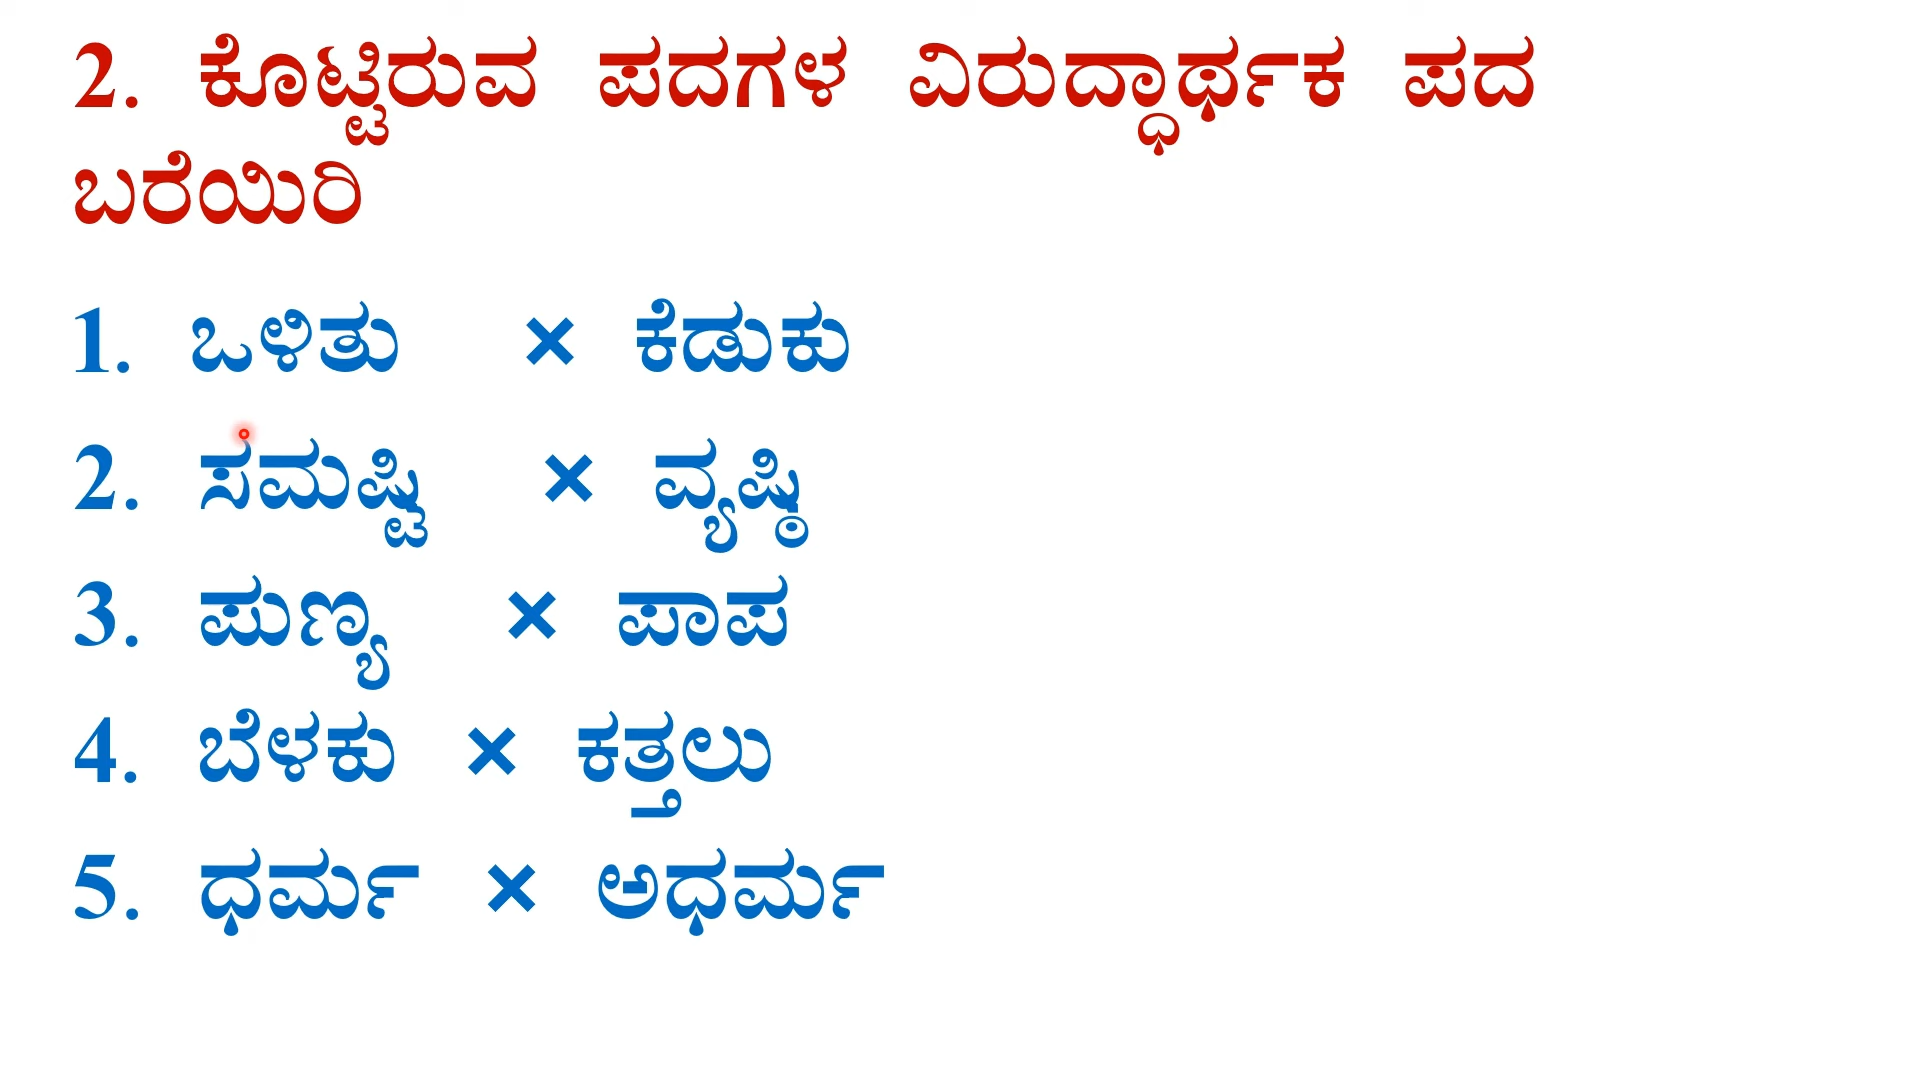 2. ಕೊಟ್ಟಿರುವ ಪದಗಳ ವಿರುದ್ಧಾರ್ಥಕ ಪದ
ಬರೆಯಿರಿ
1. ಒಳಿತು × ಕೆಡುಕು
2. ಸಮಷ್ಟಿ × ವ್ಯಷ್ಠಿ
3. ಪುಣ್ಯ × ಪಾಪ
4. ಬೆಳಕು × ಕತ್ತಲು
5. ಧರ್ಮ × ಅಧರ್ಮ